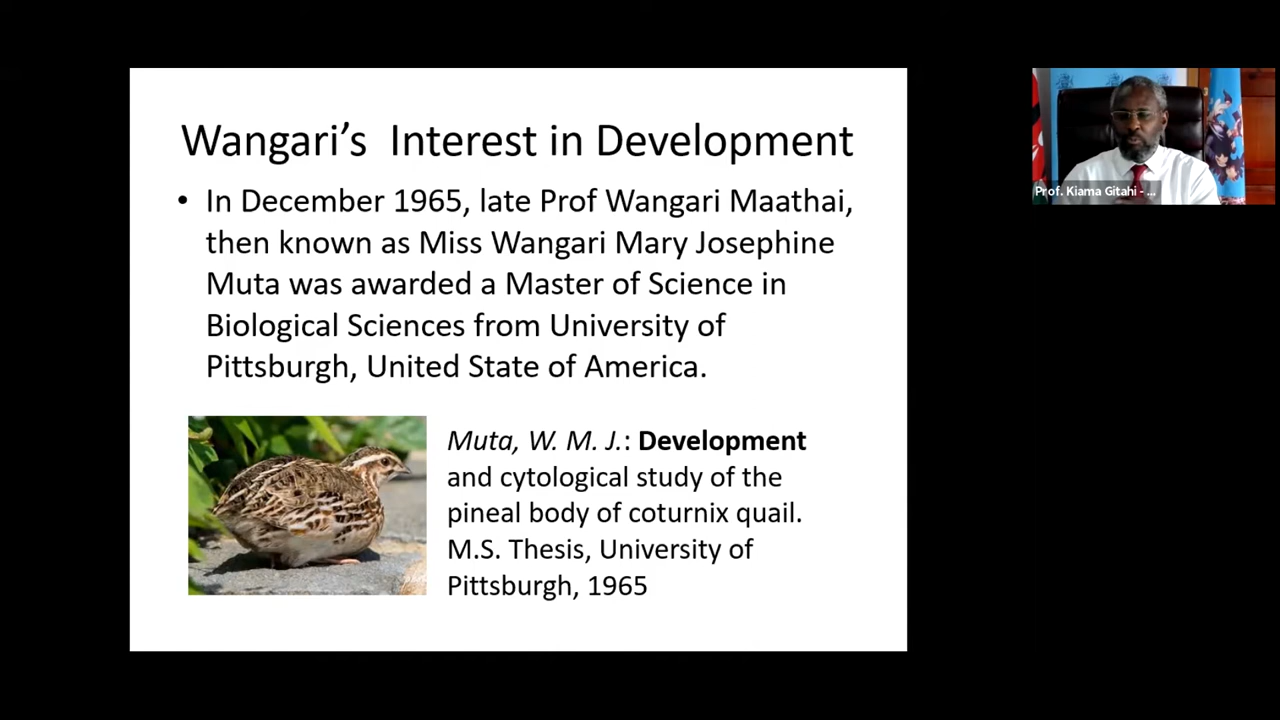 Wangari's  Interest in Development
• In December 1965, late Prof Wangari Maathai,
then known as Miss Wangari Mary Josephine
Muta was awarded a Master of Science in
Biological Sciences from University of
Pittsburgh, United State of America.
Muta, W. M. J.: Development
and cytological study of the
pineal body of coturnix quail.
M.S. Thesis, University of
Pittsburgh, 1965
Prof. Kiama Gitahi - ...